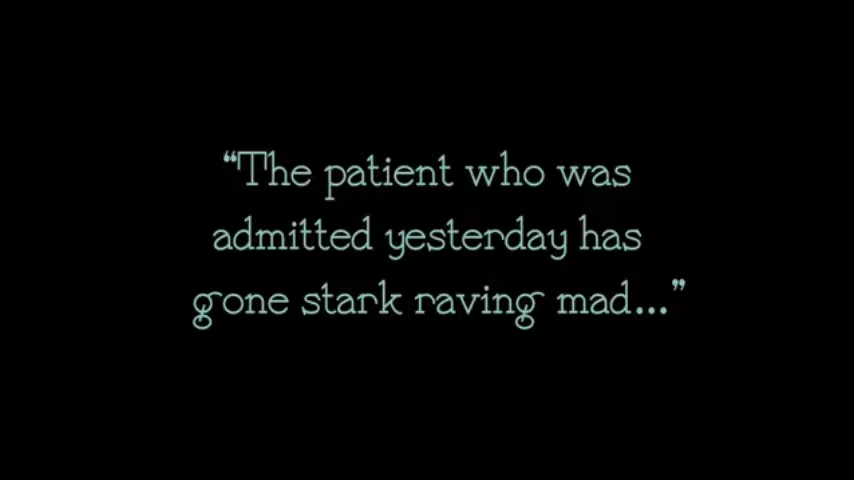 “The patient who was
admitted yesterday has
gone stark raving mad...”